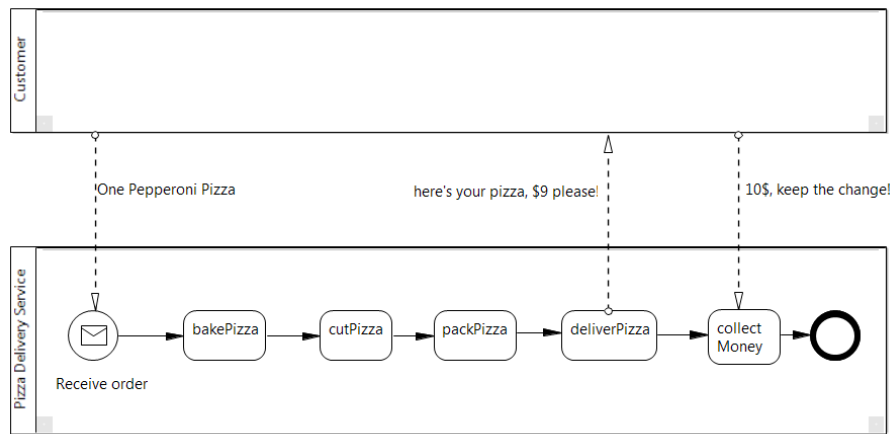 Customer
One Pepperoni Pizza
here's your pizza, $9 please!
10$, keep the change!
Pizza Delivery Service
bakePizza
cutPizza
packPizza
deliverPizza
collect
Money
Receive order